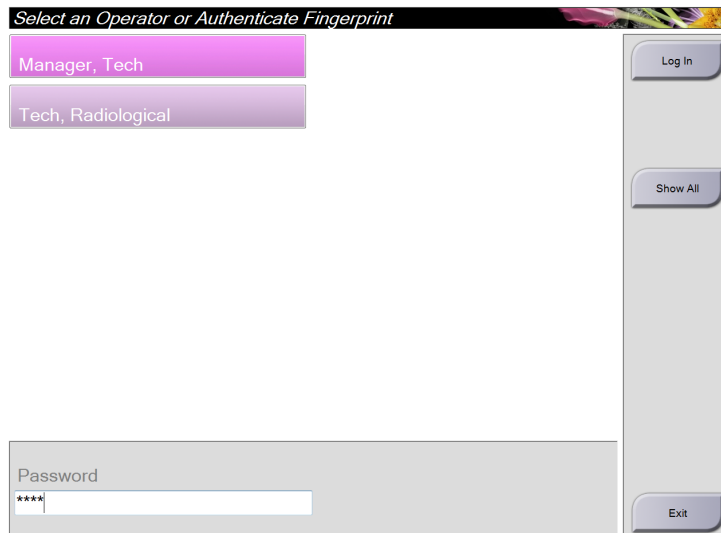 Select an Operator or Authenticate Fingerprint
Manager, Tech
Log In
Tech, Radiological
Show All
Password
****
Exit